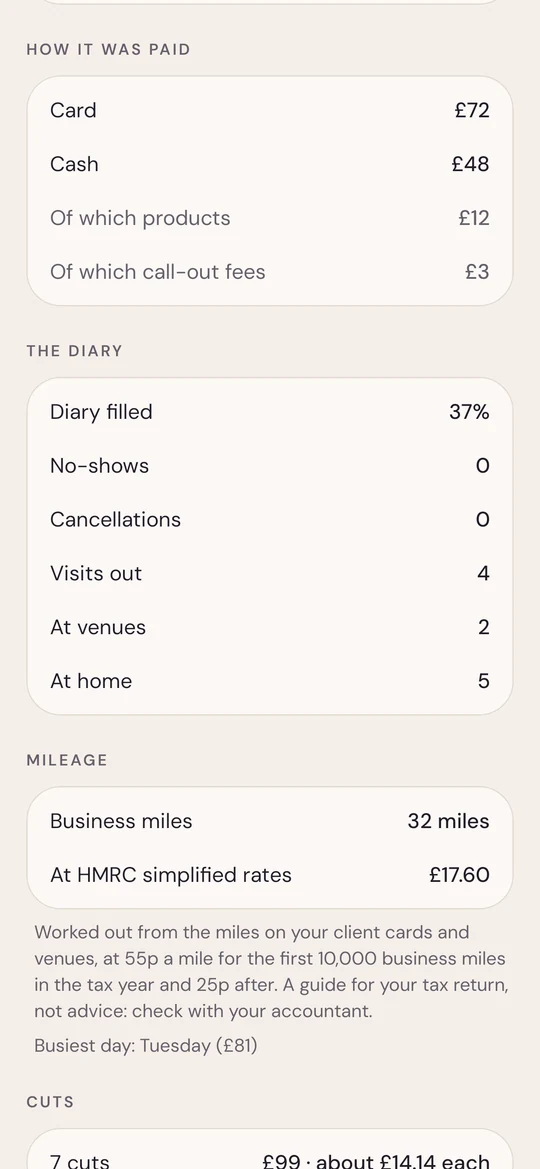 HOW IT WAS PAID
Card £72
Cash £48
Of which products £12
Of which call-out fees £3
THE DIARY
Diary filled 37%
No-shows 0
Cancellations 0
Visits out 4
At venues 2
At home 5
MILEAGE
Business miles 32 miles
At HMRC simplified rates £17.60
Worked out from the miles on your client cards and
venues, at 55p a mile for the first 10,000 business miles
in the tax year and 25p after. A guide for your tax return,
not advice: check with your accountant.
Busiest day: Tuesday (£81)
CUTS
7 cuts £99 · about £14.14 each